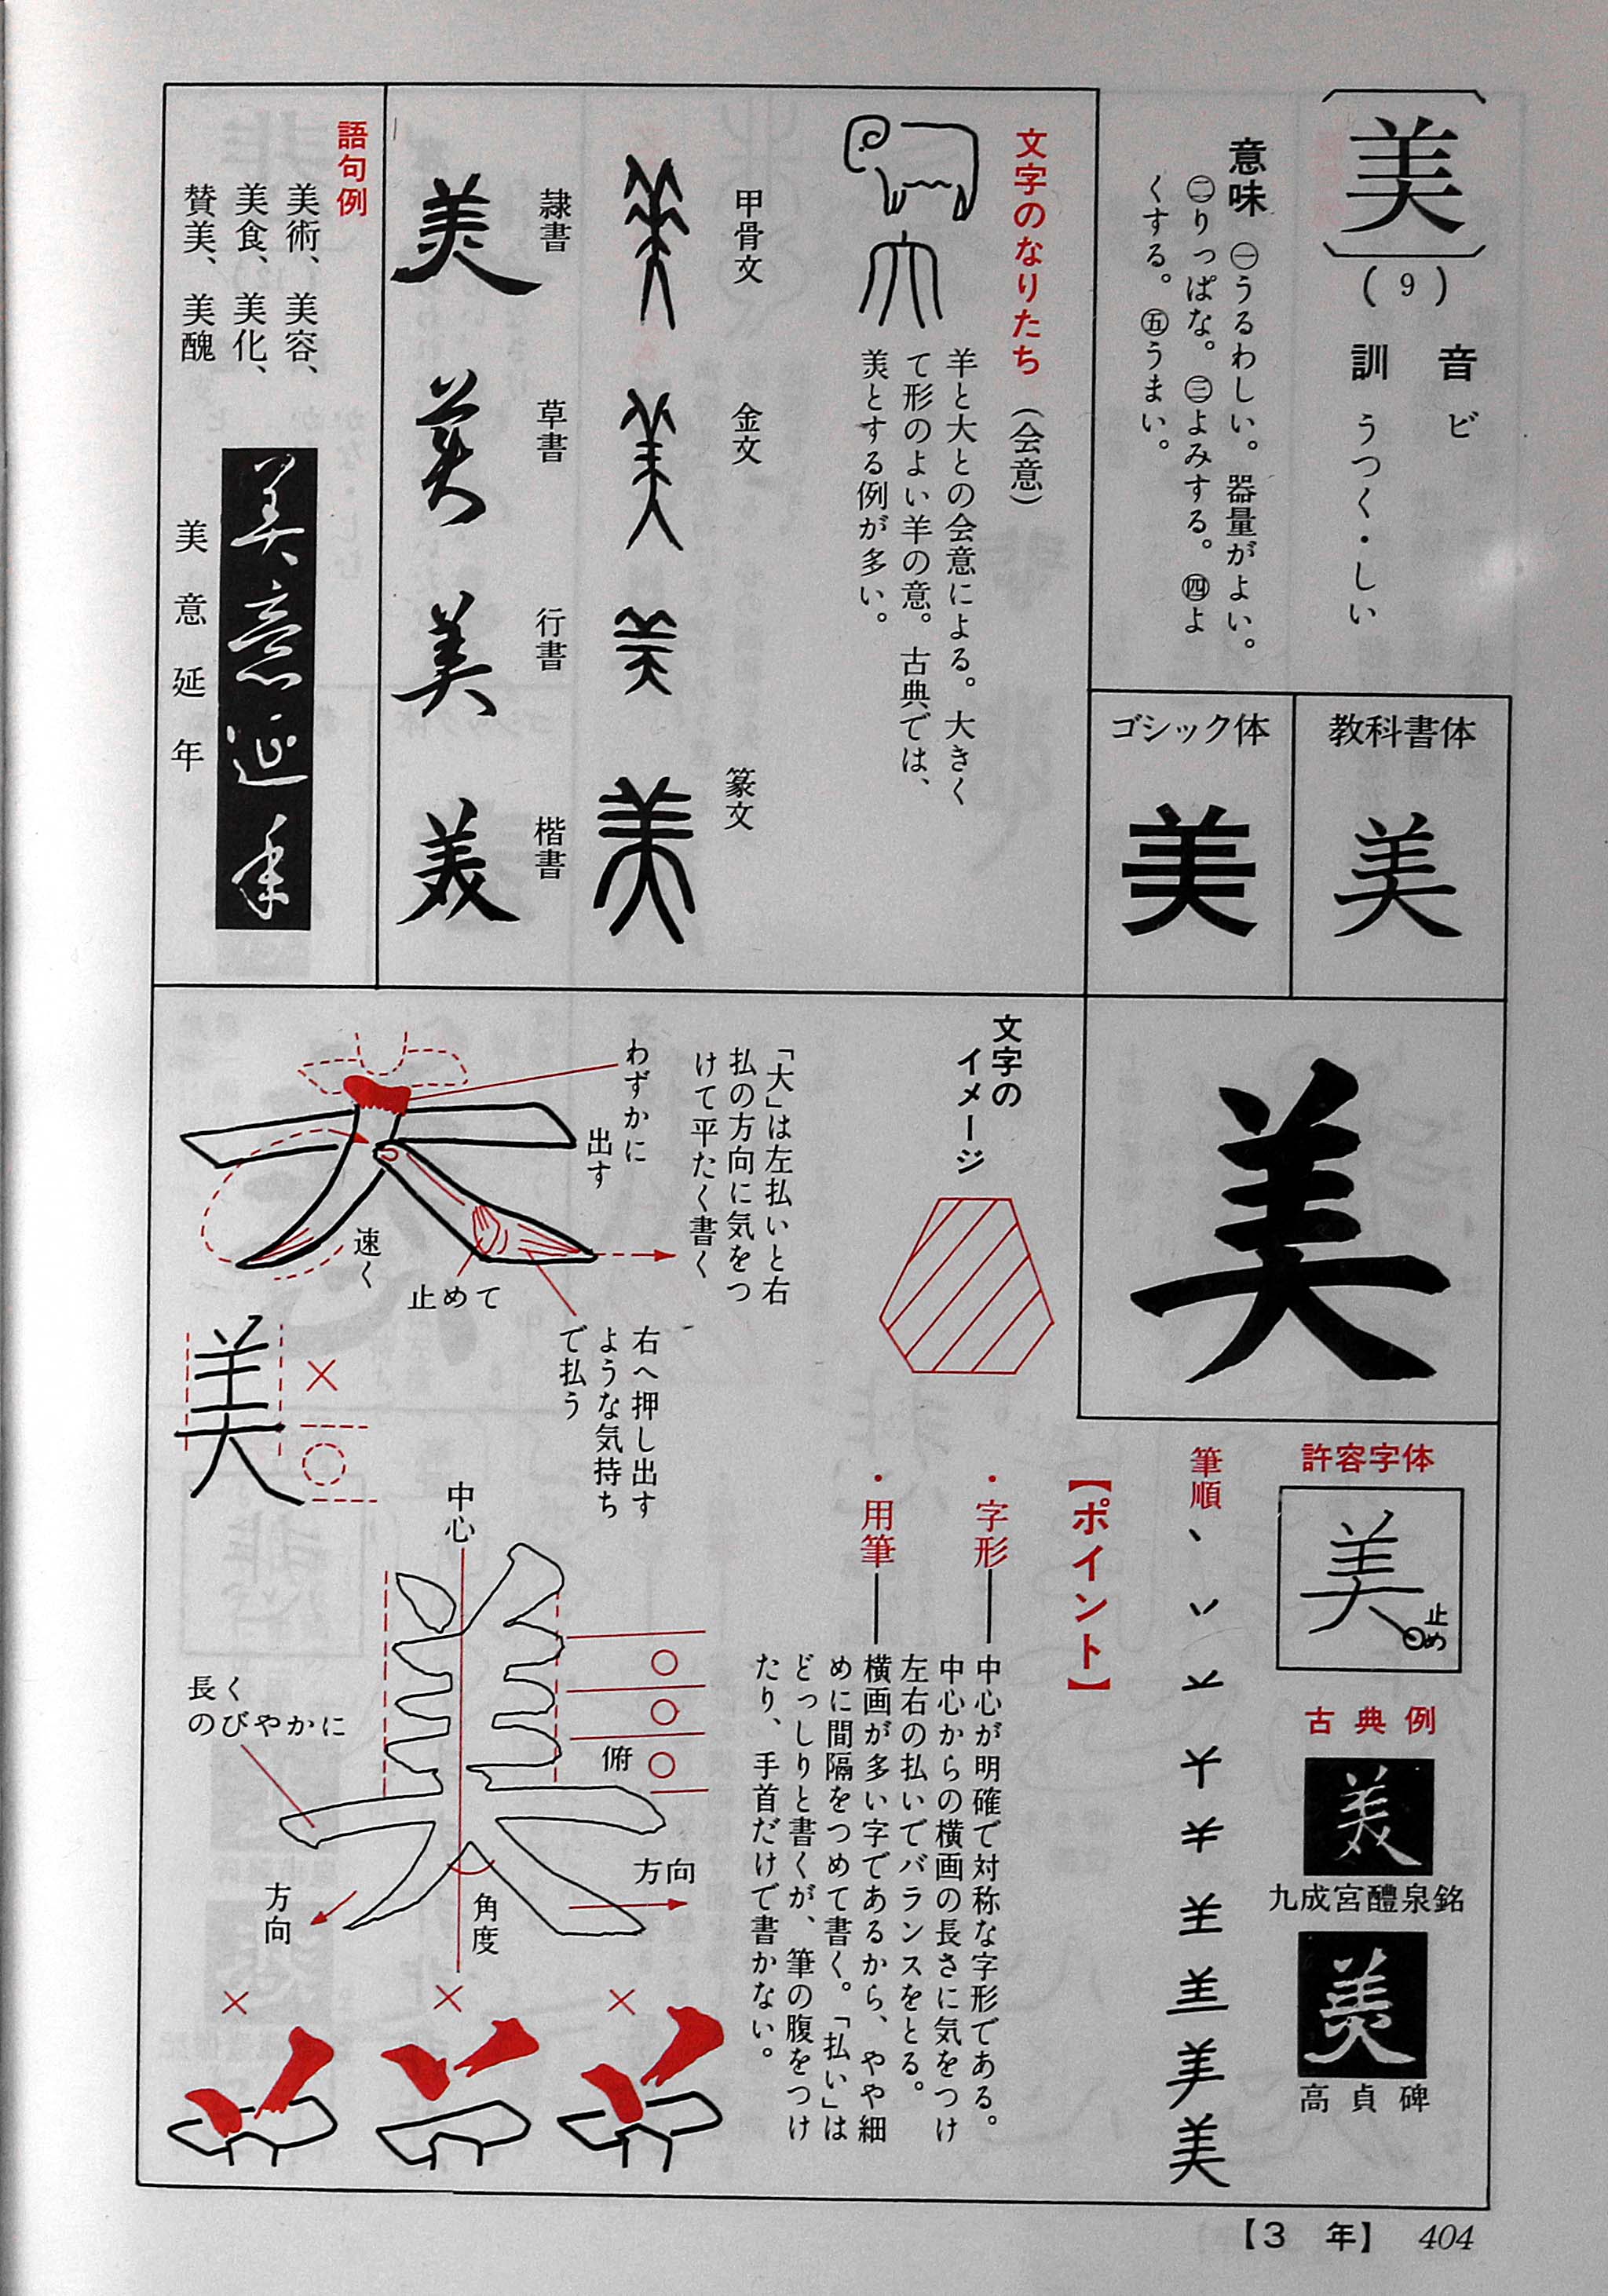 〔美〕(9)
音 ビ
訓 うつく・しい
意味 ㊀うるわしい。器量がよい。
㊁りっぱな。㊂よみする。㊃よ
くする。㊄うまい。
教科書体
美
ゴシック体
美
文字のなりたち(会意)
羊と大との会意による。大きく
て形のよい羊の意。古典では、
羙とする例が多い。
甲骨文
金文
篆文
美
隷書
美
草書
美
行書
美
楷書
美
語句例
美術、美容、
美食、美化、
賛美、美醜
美意延年
美意延年
美
文字の
イメージ
「大」は左払いと右
払の方向に気をつ
けて平たく書く
わずかに
出す
速く
止めて
右へ押し出す
ような気持ち
で払う
美
許容字体
美
止め
古典例
美
九成宮醴泉銘
美
高貞碑
筆順
美
【ポイント】
・字形──中心が明確で対称な字形である。
中心からの横画の長さに気をつけ
左右の払いでバランスをとる。
・用筆──横画が多い字であるから、やや細
めに間隔をつめて書く。「払い」は
どっしりと書くが、筆の腹をつけ
たり、手首だけで書かない。
中心
俯
長く
のびやかに
方向
角度
方向
【3 年】 404